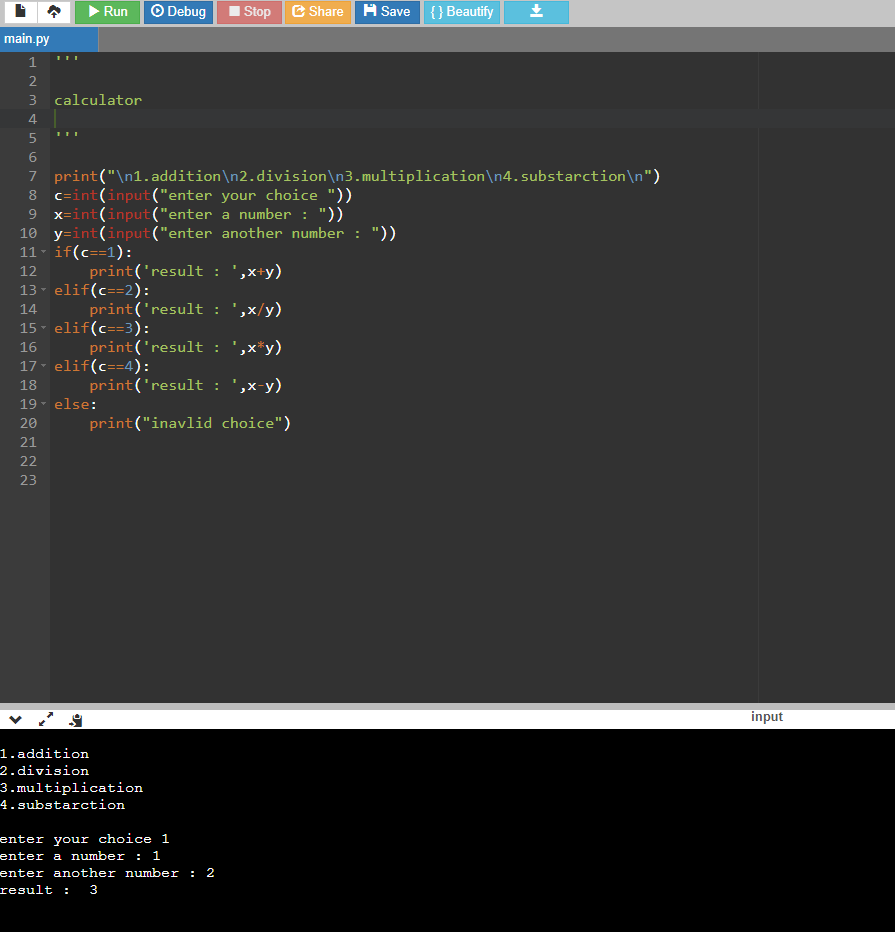 Run Debug Stop Share Save { } Beautify
main.py
1 '''
2
3 calculator
4
5 '''
6
7 print("\n1.addition\n2.division\n3.multiplication\n4.substarction\n")
8 c=int(input("enter your choice "))
9 x=int(input("enter a number : "))
10 y=int(input("enter another number : "))
11 if(c==1):
12     print('result : ',x+y)
13 elif(c==2):
14     print('result : ',x/y)
15 elif(c==3):
16     print('result : ',x*y)
17 elif(c==4):
18     print('result : ',x-y)
19 else:
20     print("inavlid choice")
21
22
23
input
1.addition
2.division
3.multiplication
4.substarction
enter your choice 1
enter a number : 1
enter another number : 2
result :  3